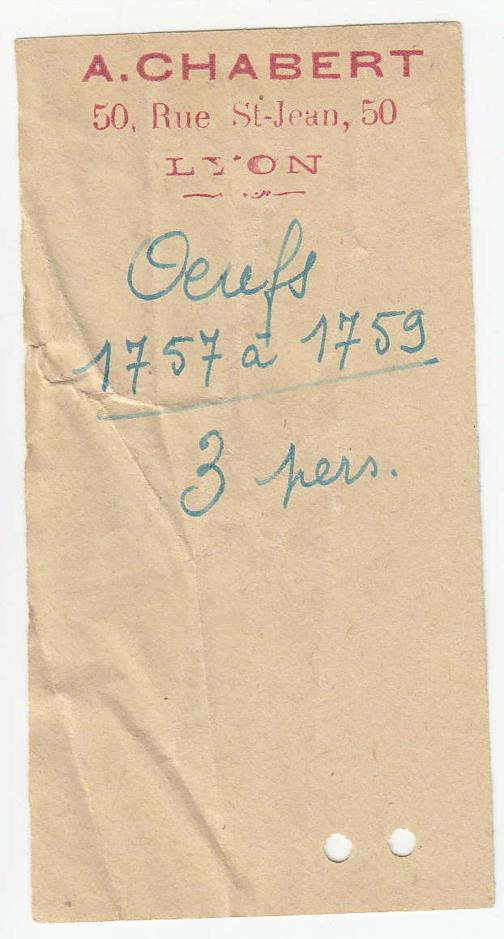 A. CHABERT
50, Rue St-Jean, 50
LYON
Oeufs
1757 à 1759
3 pers.